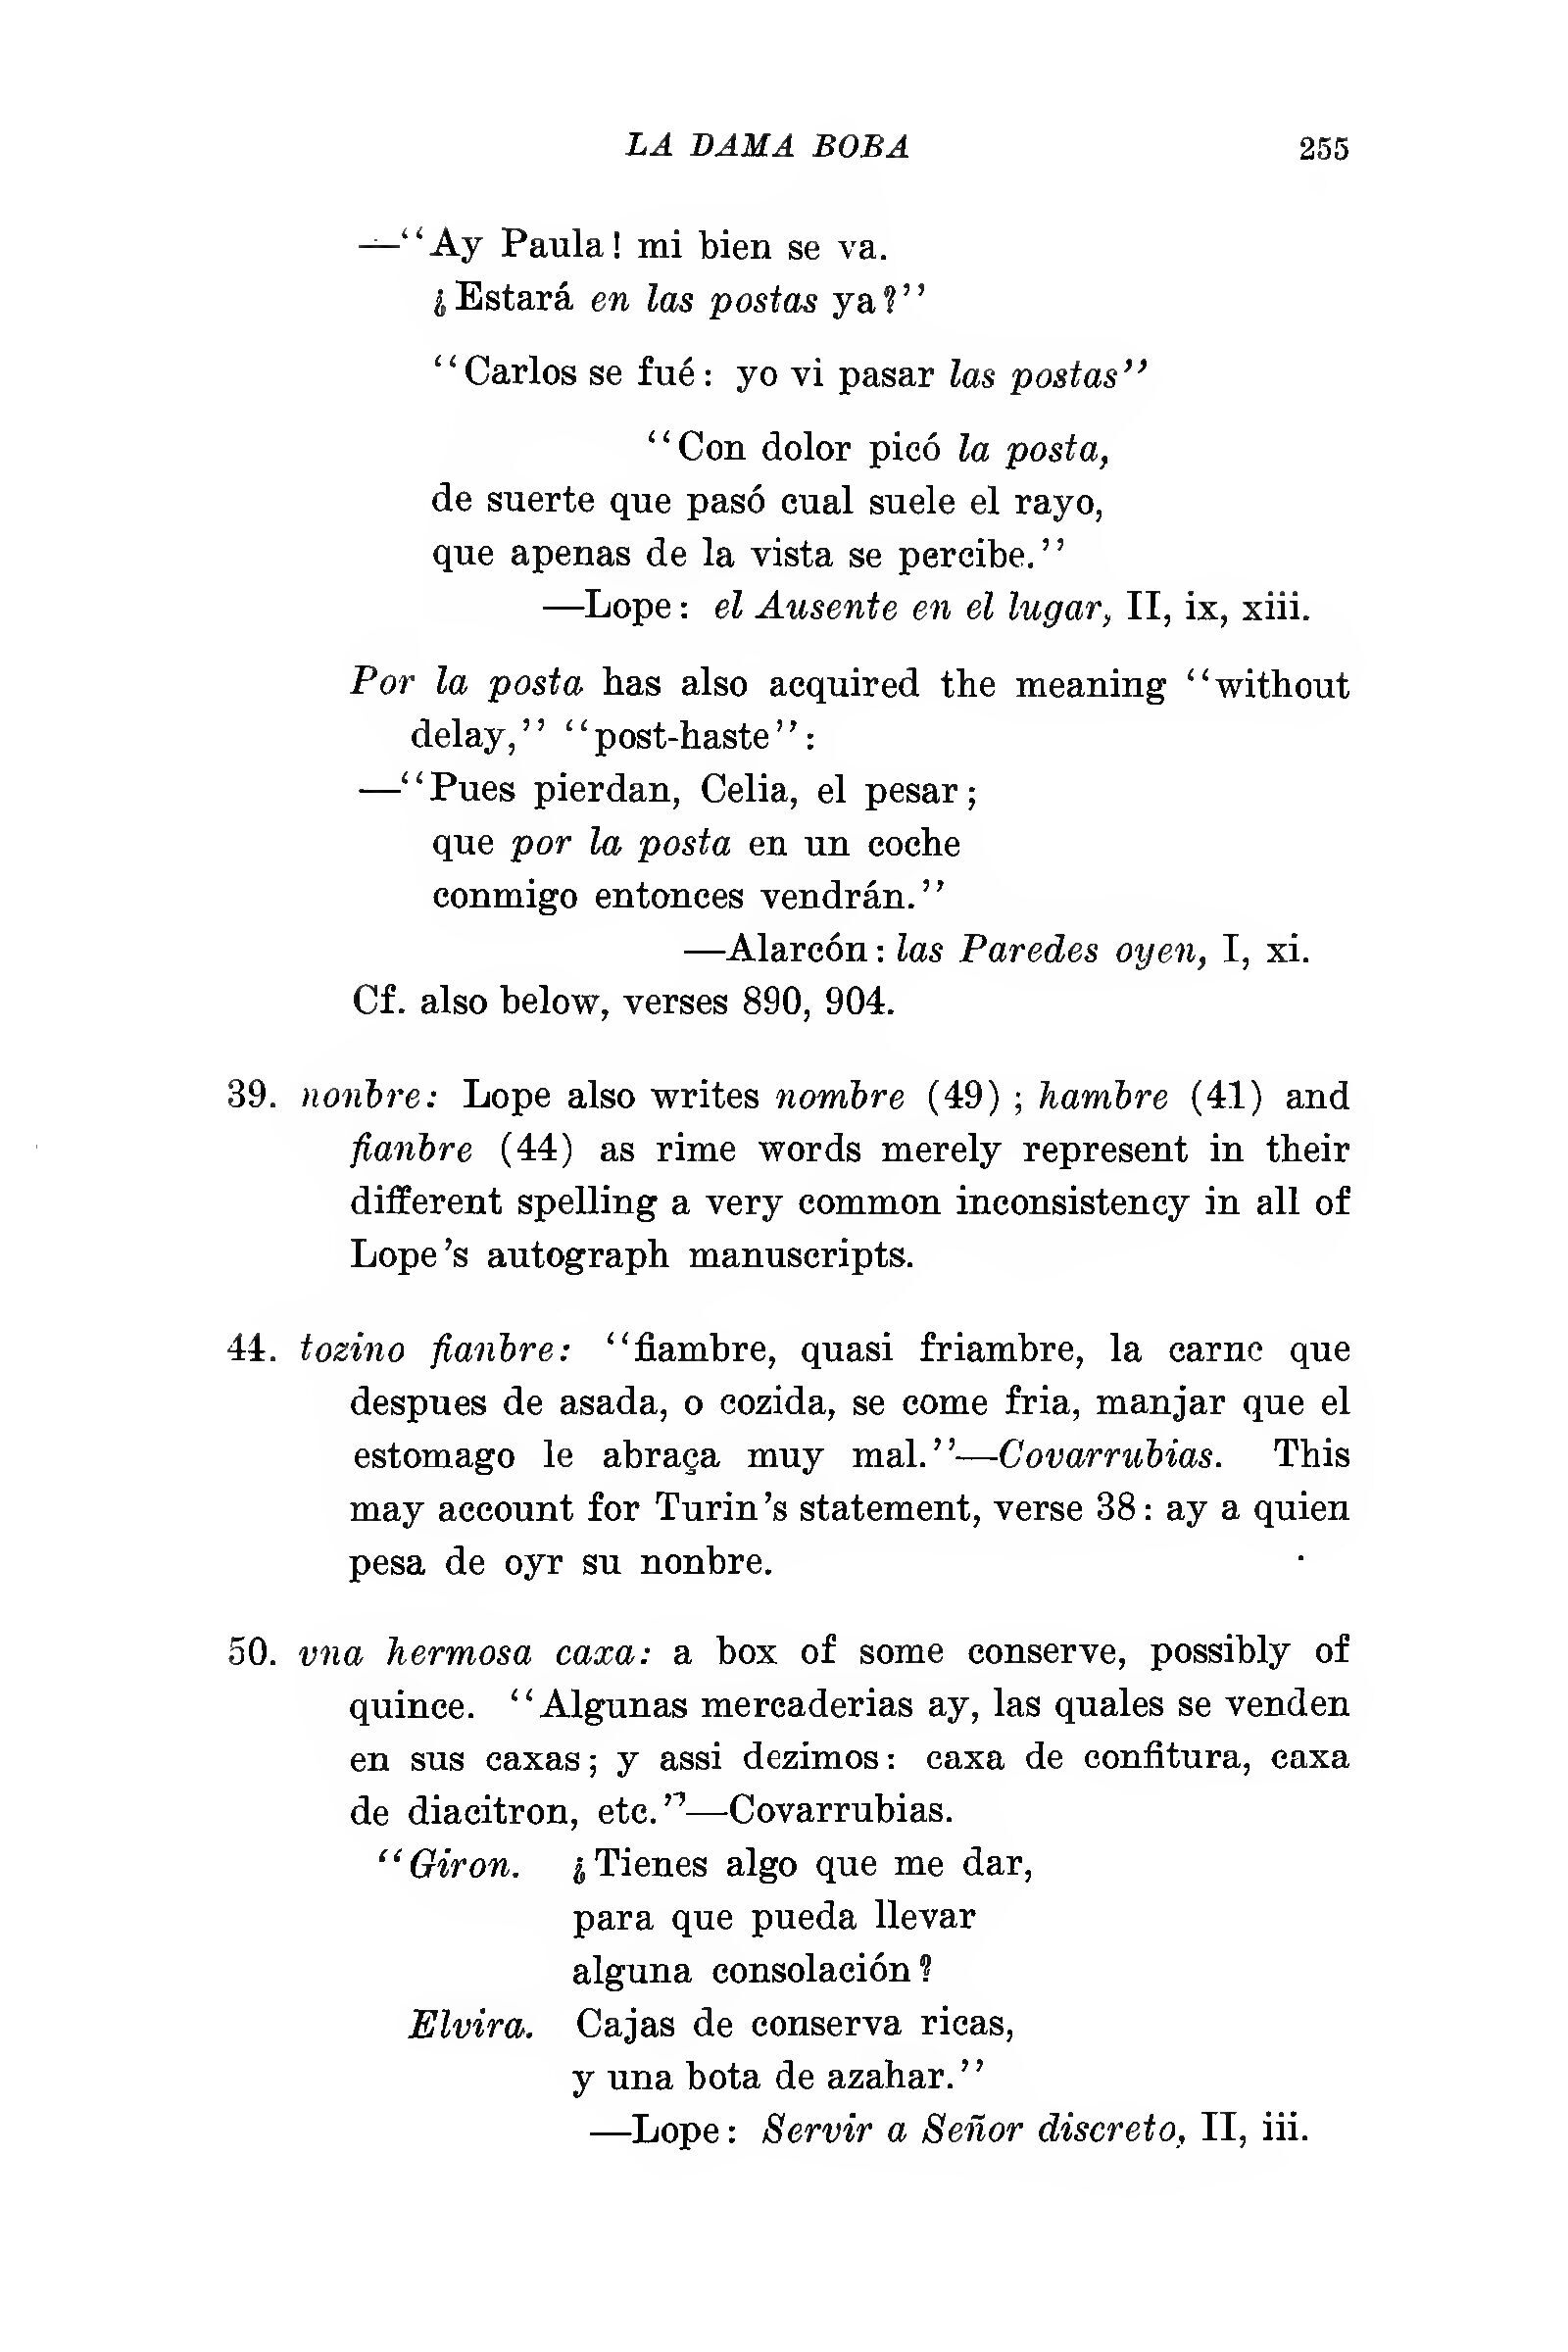 LA DAMA BOBA 255
—“Ay Paula! mi bien se va.
¿Estará en las postas ya?”
“Carlos se fué: yo vi pasar las postas”
“Con dolor picó la posta,
de suerte que pasó cual suele el rayo,
que apenas de la vista se percibe.”
—Lope: el Ausente en el lugar, II, ix, xiii.
Por la posta has also acquired the meaning “without
delay,” “post-haste”:
—“Pues pierdan, Celia, el pesar;
que por la posta en un coche
conmigo entonces vendrán.”
—Alarcón: las Paredes oyen, I, xi.
Cf. also below, verses 890, 904.
39. nonbre: Lope also writes nombre (49); hambre (41) and
fianbre (44) as rime words merely represent in their
different spelling a very common inconsistency in all of
Lope’s autograph manuscripts.
44. tozino fianbre: “fiambre, quasi friambre, la carne que
despues de asada, o cozida, se come fria, manjar que el
estomago le abraça muy mal.”—Covarrubias. This
may account for Turin’s statement, verse 38: ay a quien
pesa de oyr su nonbre.
50. vna hermosa caxa: a box of some conserve, possibly of
quince. “Algunas mercaderias ay, las quales se venden
en sus caxas; y assi dezimos: caxa de confitura, caxa
de diacitron, etc.”—Covarrubias.
“Giron. ¿Tienes algo que me dar,
para que pueda llevar
alguna consolación?
Elvira. Cajas de conserva ricas,
y una bota de azahar.”
—Lope: Servir a Señor discreto, II, iii.